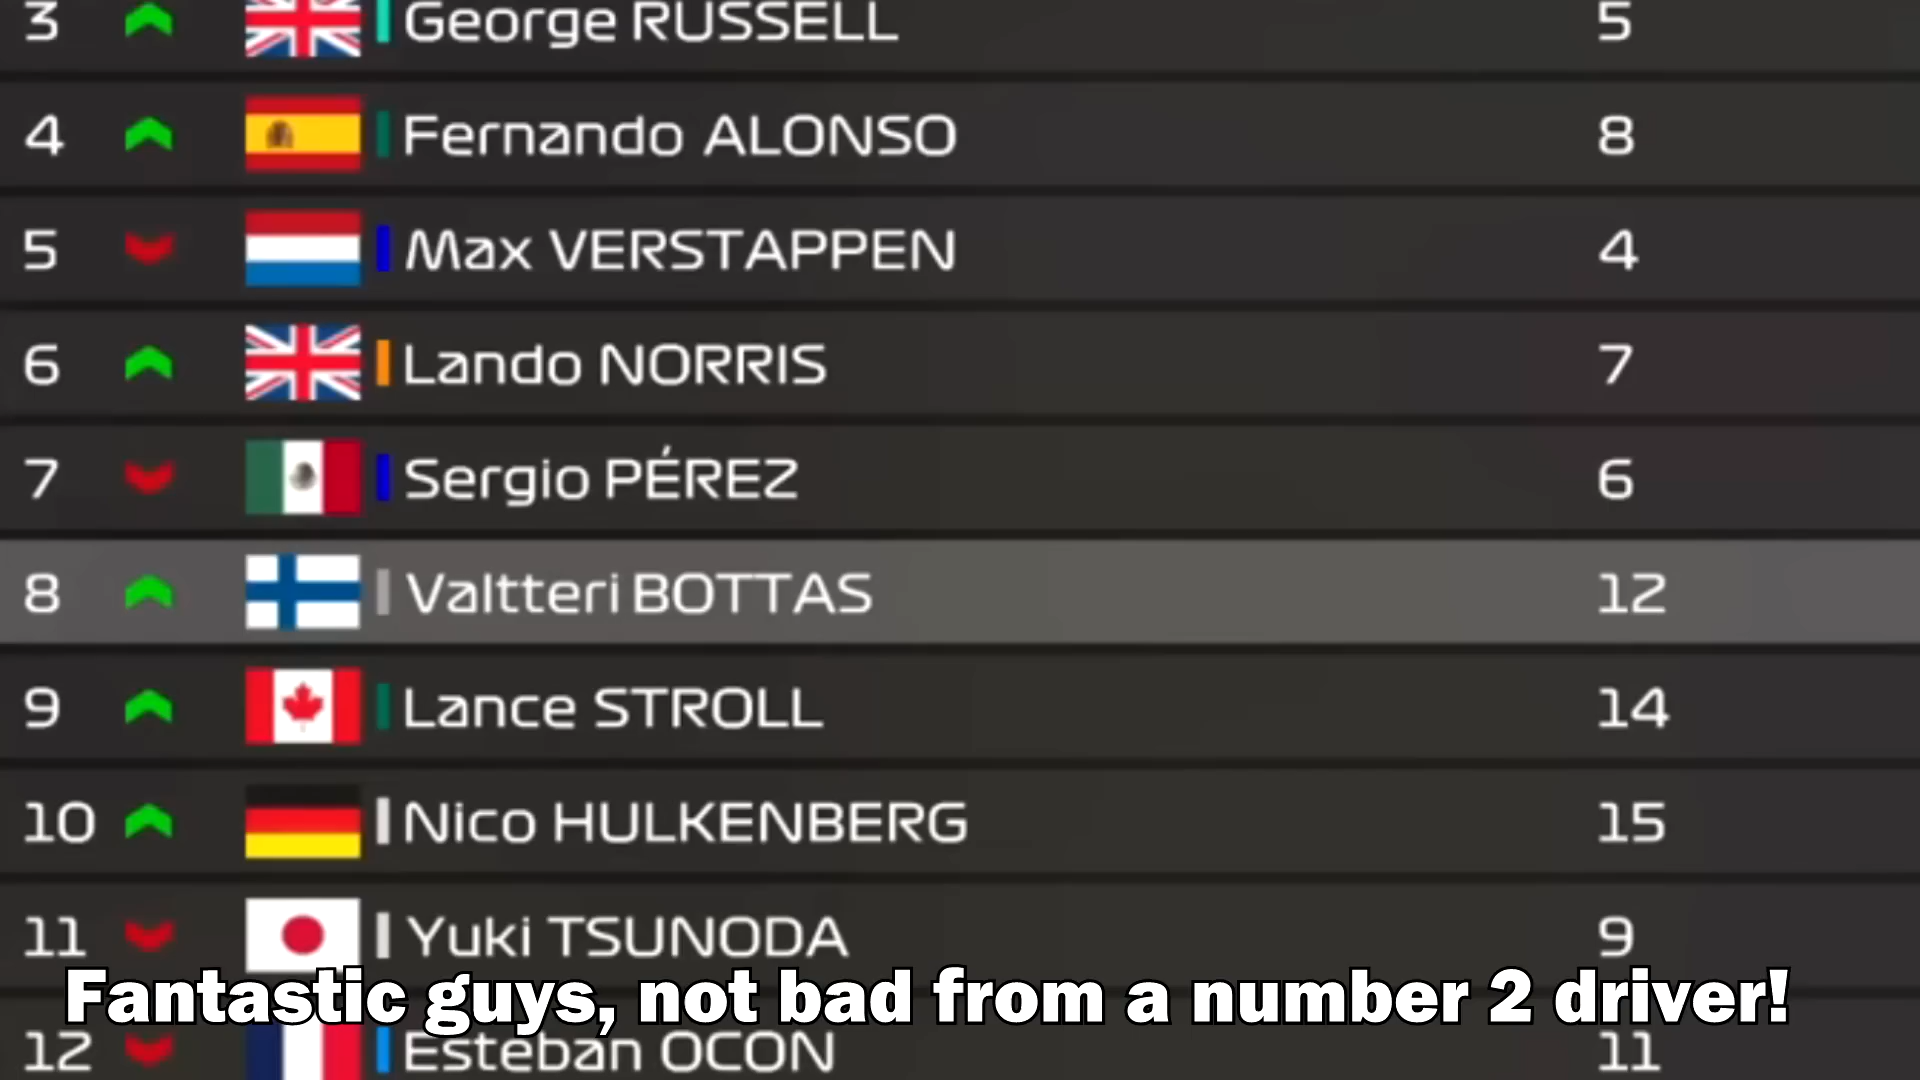 3 George RUSSELL 5
4 Fernando ALONSO 8
5 Max VERSTAPPEN 4
6 Lando NORRIS 7
7 Sergio PÉREZ 6
8 Valtteri BOTTAS 12
9 Lance STROLL 14
10 Nico HULKENBERG 15
11 Yuki TSUNODA 9
Fantastic guys, not bad from a number 2 driver!
12 Esteban OCON 11